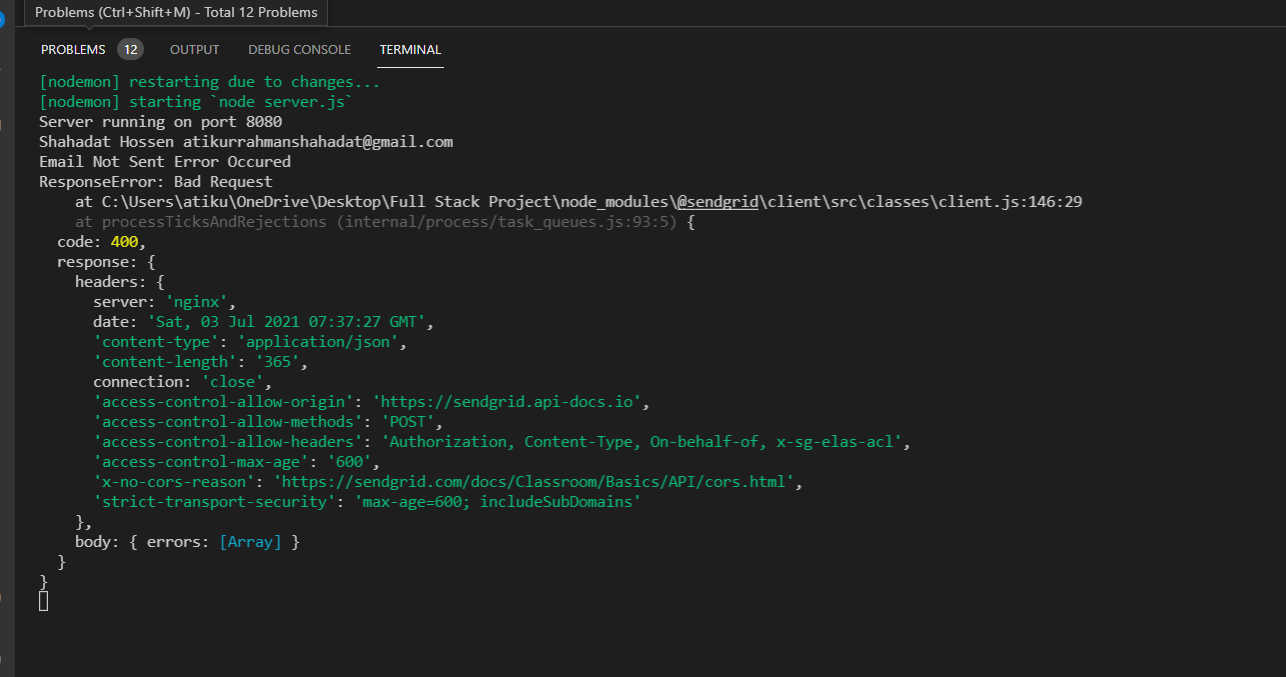 Problems (Ctrl+Shift+M) - Total 12 Problems
PROBLEMS 12 OUTPUT DEBUG CONSOLE TERMINAL
[nodemon] restarting due to changes...
[nodemon] starting `node server.js`
Server running on port 8080
Shahadat Hossen atikurrahmanshahadat@gmail.com
Email Not Sent Error Occured
ResponseError: Bad Request
    at C:\Users\atiku\OneDrive\Desktop\Full Stack Project\node_modules\@sendgrid\client\src\classes\client.js:146:29
    at processTicksAndRejections (internal/process/task_queues.js:93:5) {
  code: 400,
  response: {
    headers: {
      server: 'nginx',
      date: 'Sat, 03 Jul 2021 07:37:27 GMT',
      'content-type': 'application/json',
      'content-length': '365',
      connection: 'close',
      'access-control-allow-origin': 'https://sendgrid.api-docs.io',
      'access-control-allow-methods': 'POST',
      'access-control-allow-headers': 'Authorization, Content-Type, On-behalf-of, x-sg-elas-acl',
      'access-control-max-age': '600',
      'x-no-cors-reason': 'https://sendgrid.com/docs/Classroom/Basics/API/cors.html',
      'strict-transport-security': 'max-age=600; includeSubDomains'
    },
    body: { errors: [Array] }
  }
}